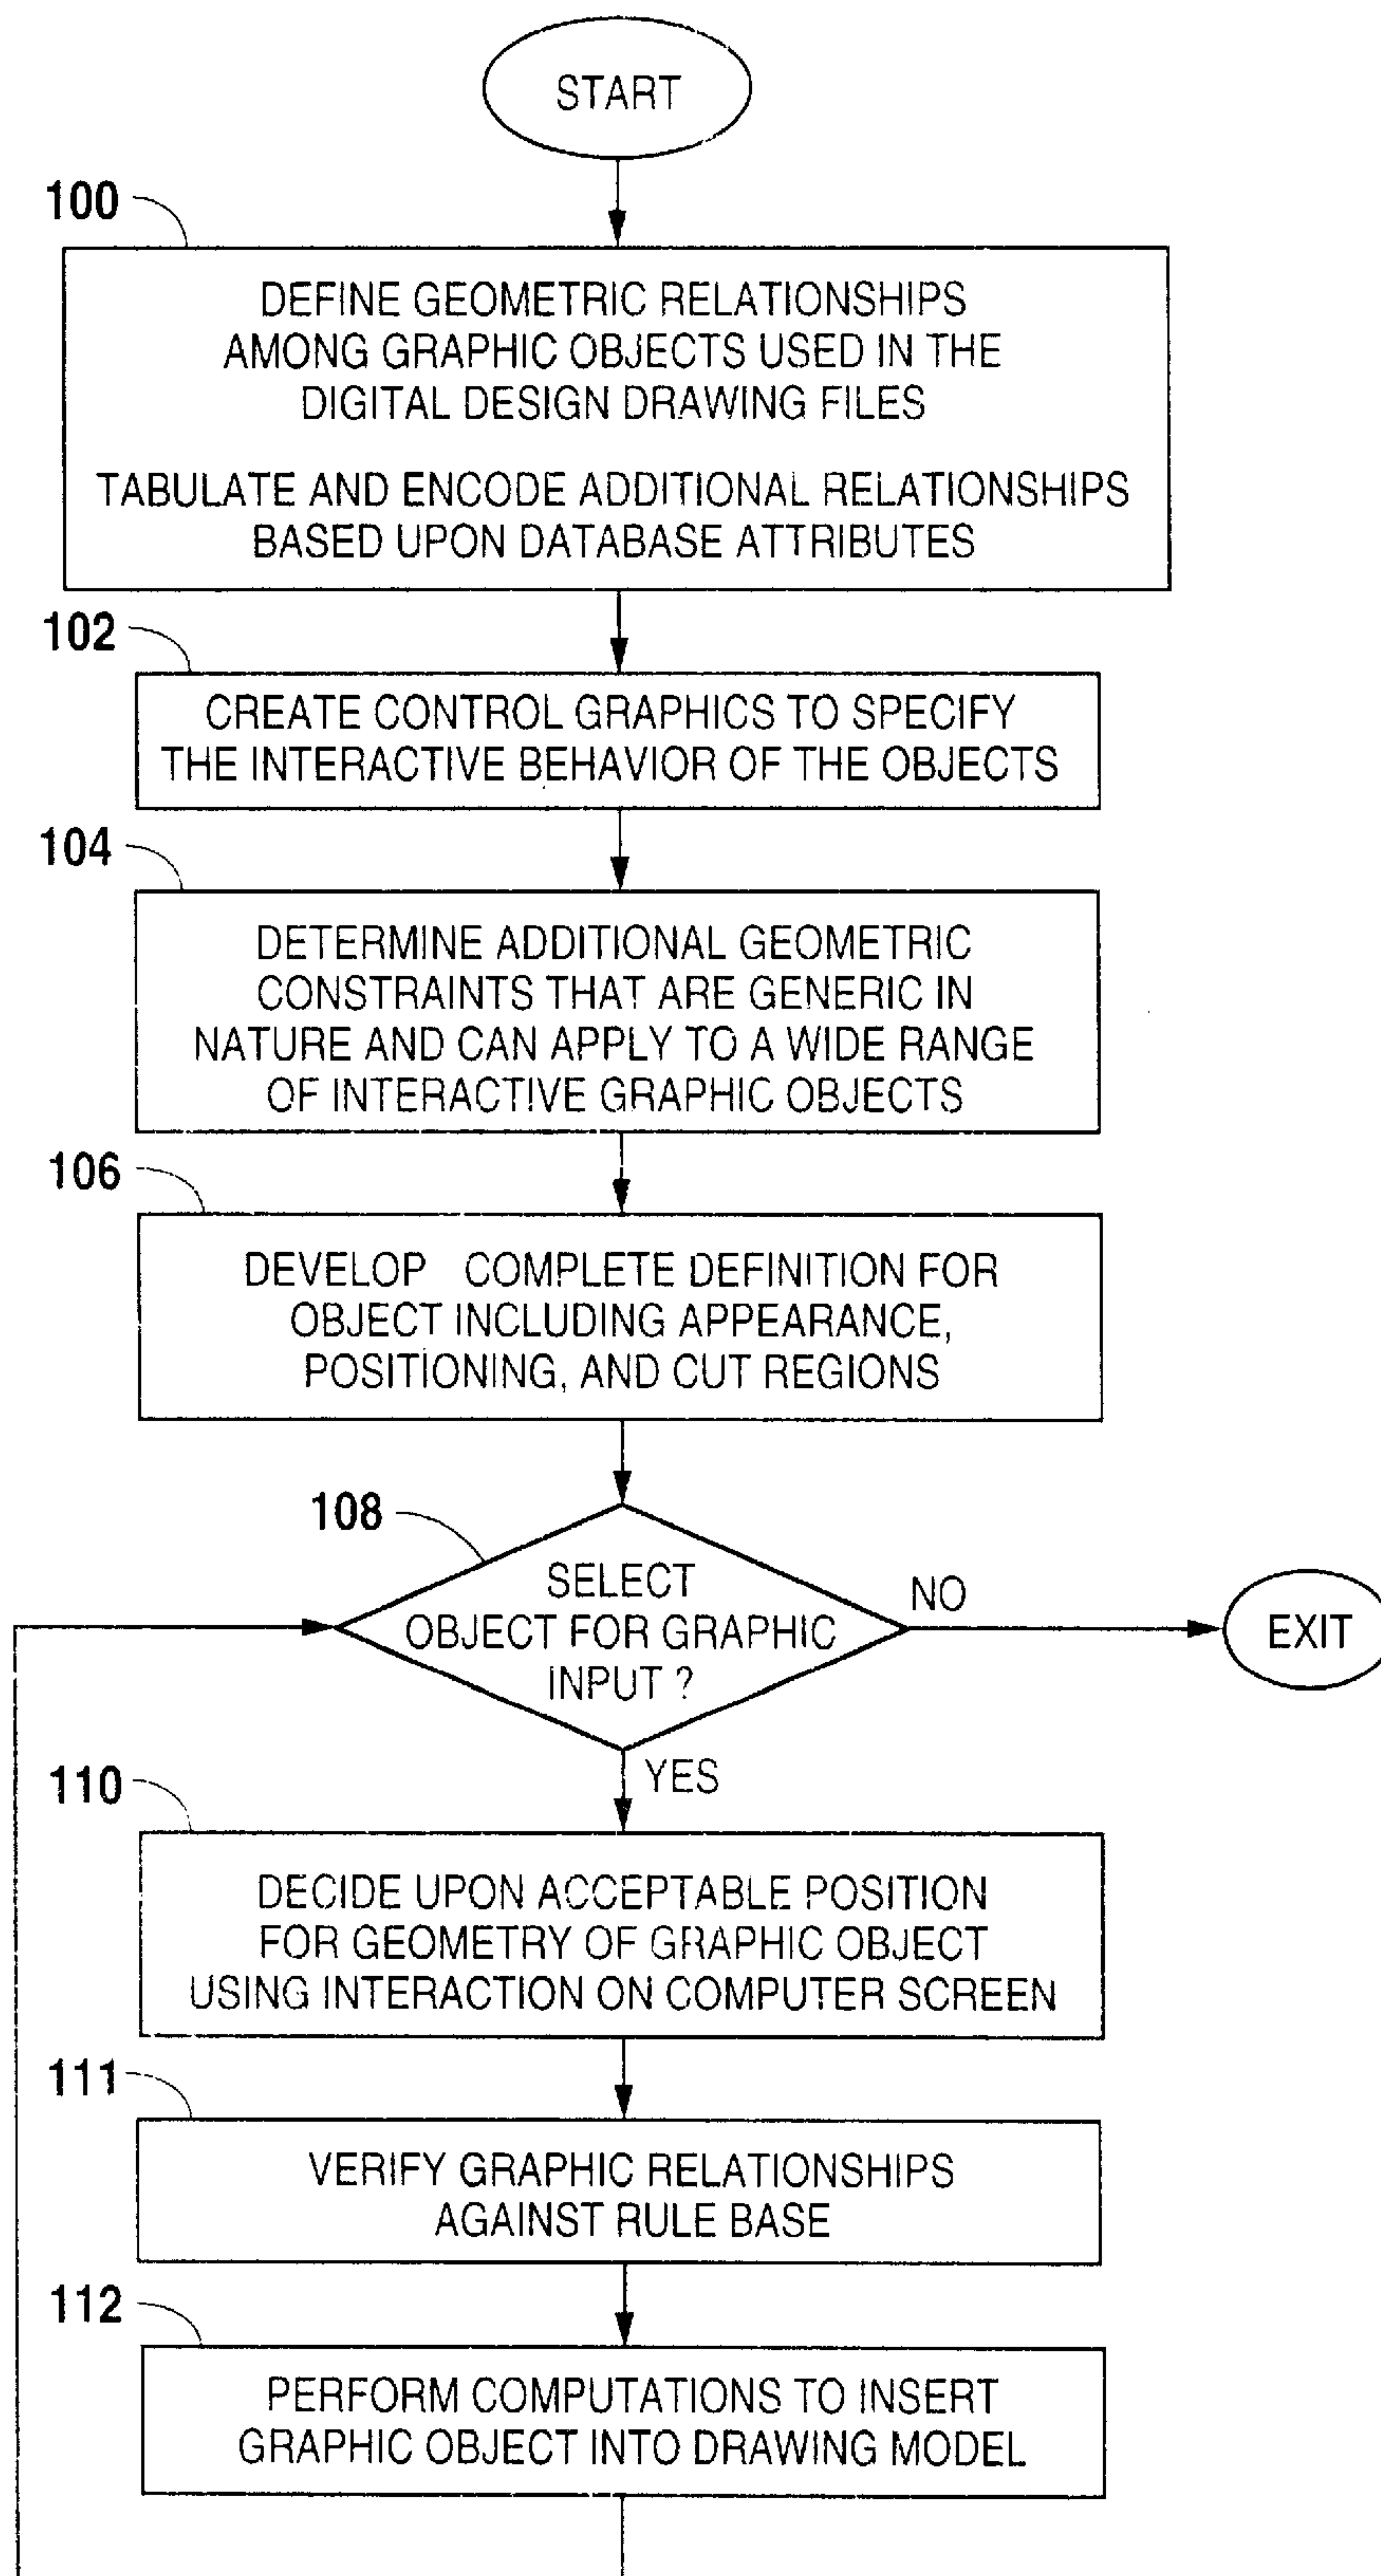 START
100
DEFINE GEOMETRIC RELATIONSHIPS
AMONG GRAPHIC OBJECTS USED IN THE
DIGITAL DESIGN DRAWING FILES
TABULATE AND ENCODE ADDITIONAL RELATIONSHIPS
BASED UPON DATABASE ATTRIBUTES
102
CREATE CONTROL GRAPHICS TO SPECIFY
THE INTERACTIVE BEHAVIOR OF THE OBJECTS
104
DETERMINE ADDITIONAL GEOMETRIC
CONSTRAINTS THAT ARE GENERIC IN
NATURE AND CAN APPLY TO A WIDE RANGE
OF INTERACTIVE GRAPHIC OBJECTS
106
DEVELOP COMPLETE DEFINITION FOR
OBJECT INCLUDING APPEARANCE,
POSITIONING, AND CUT REGIONS
108
SELECT
OBJECT FOR GRAPHIC
INPUT ?
NO
EXIT
YES
110
DECIDE UPON ACCEPTABLE POSITION
FOR GEOMETRY OF GRAPHIC OBJECT
USING INTERACTION ON COMPUTER SCREEN
111
VERIFY GRAPHIC RELATIONSHIPS
AGAINST RULE BASE
112
PERFORM COMPUTATIONS TO INSERT
GRAPHIC OBJECT INTO DRAWING MODEL